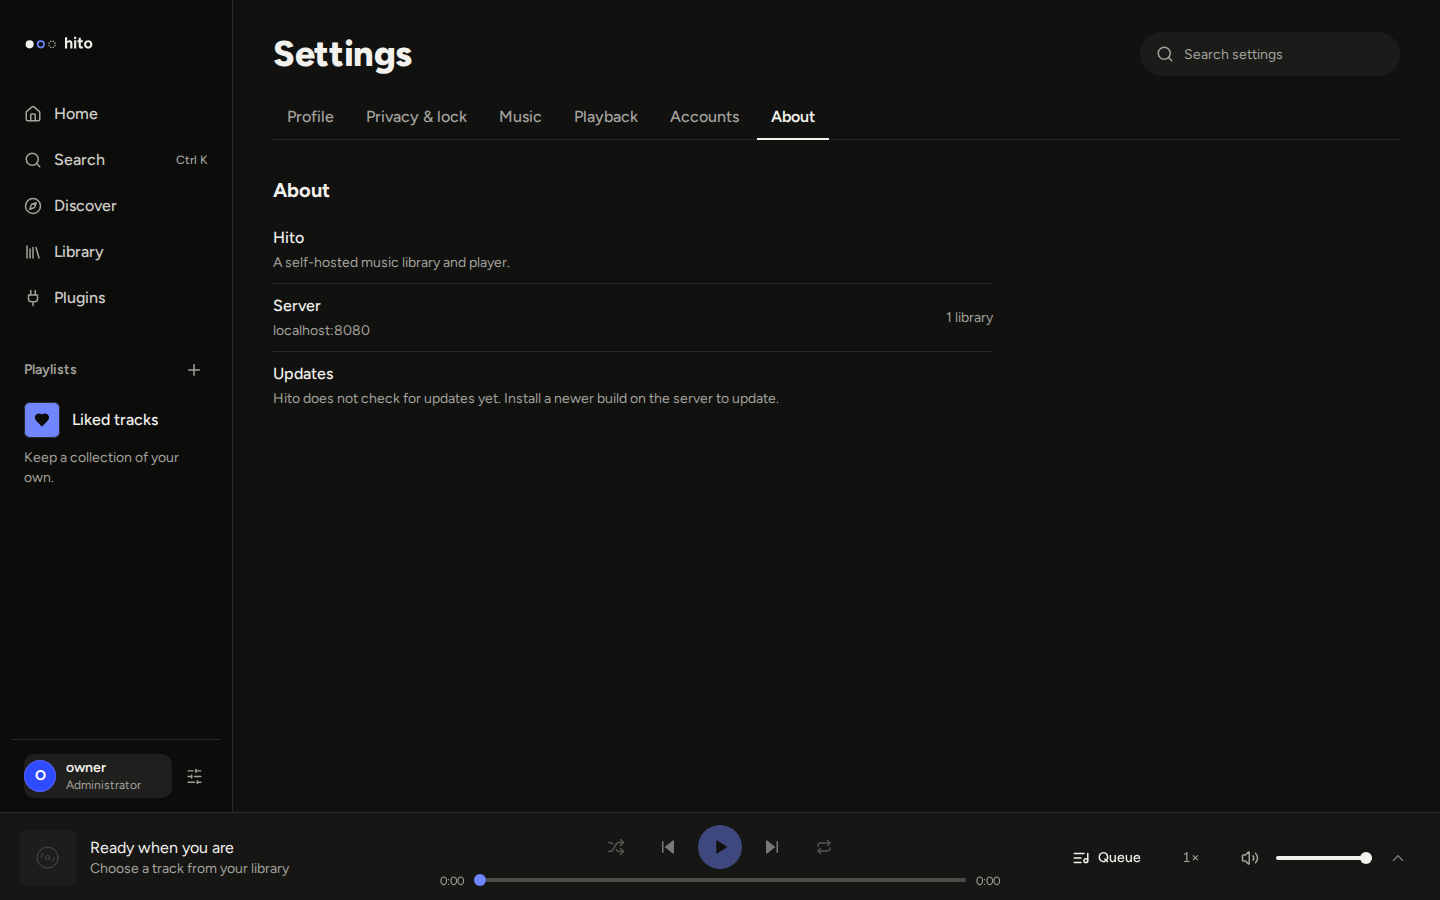 hito
Home
Search Ctrl K
Discover
Library
Plugins
Playlists
Liked tracks
Keep a collection of your
own.
O owner
Administrator
Settings
Search settings
Profile Privacy & lock Music Playback Accounts About
About
Hito
A self-hosted music library and player.
Server
localhost:8080
1 library
Updates
Hito does not check for updates yet. Install a newer build on the server to update.
Ready when you are
Choose a track from your library
0:00 0:00
Queue 1×